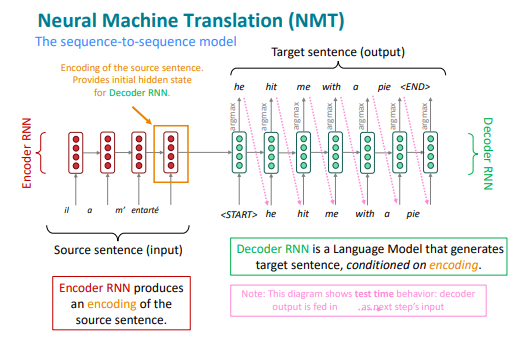 Neural Machine Translation (NMT)
The sequence-to-sequence model
Target sentence (output)
Encoding of the source sentence.
Provides initial hidden state
for Decoder RNN.
he hit me with a pie <END>
argmax argmax argmax argmax argmax argmax argmax
Encoder RNN
Decoder RNN
il a m' entarté
<START> he hit me with a pie
Source sentence (input)
Decoder RNN is a Language Model that generates
target sentence, conditioned on encoding.
Encoder RNN produces
an encoding of the
source sentence.
Note: This diagram shows test time behavior: decoder
output is fed in as next step's input